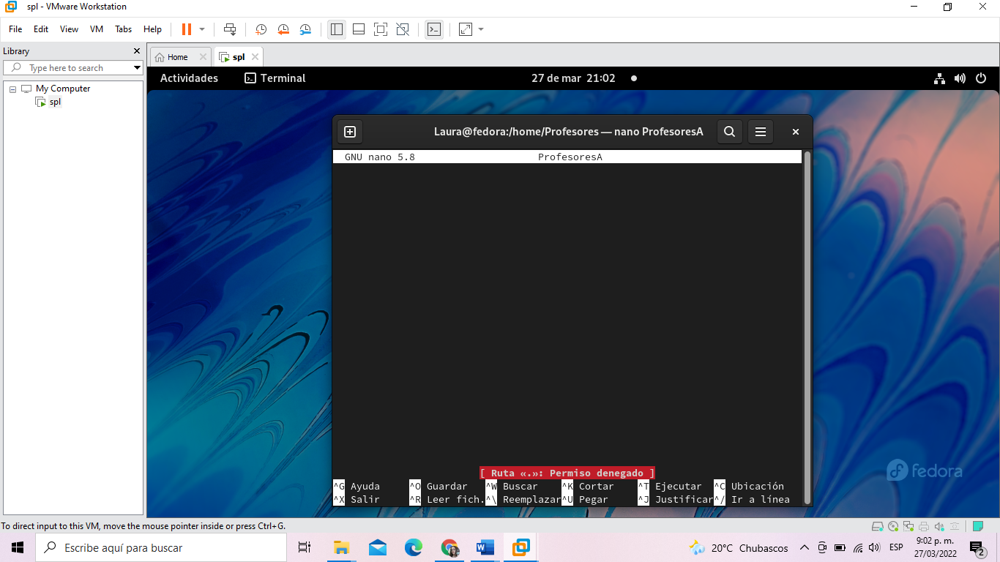 spl - VMware Workstation
File Edit View VM Tabs Help
Library
Type here to search
My Computer
spl
Home
spl
Actividades
Terminal
27 de mar 21:02
Laura@fedora:/home/Profesores — nano ProfesoresA
GNU nano 5.8 ProfesoresA
[ Ruta «.»: Permiso denegado ]
^G Ayuda ^O Guardar ^W Buscar ^K Cortar ^T Ejecutar ^C Ubicación
^X Salir ^R Leer fich. ^\ Reemplazar ^U Pegar ^J Justificar ^/ Ir a línea
fedora
To direct input to this VM, move the mouse pointer inside or press Ctrl+G.
Escribe aquí para buscar
20°C Chubascos
ESP
9:02 p. m.
27/03/2022
2